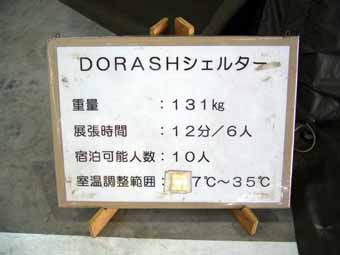 DORASHシェルター
重量 :131kg
展張時間 :12分/6人
宿泊可能人数:10人
室温調整範囲: 7℃~35℃